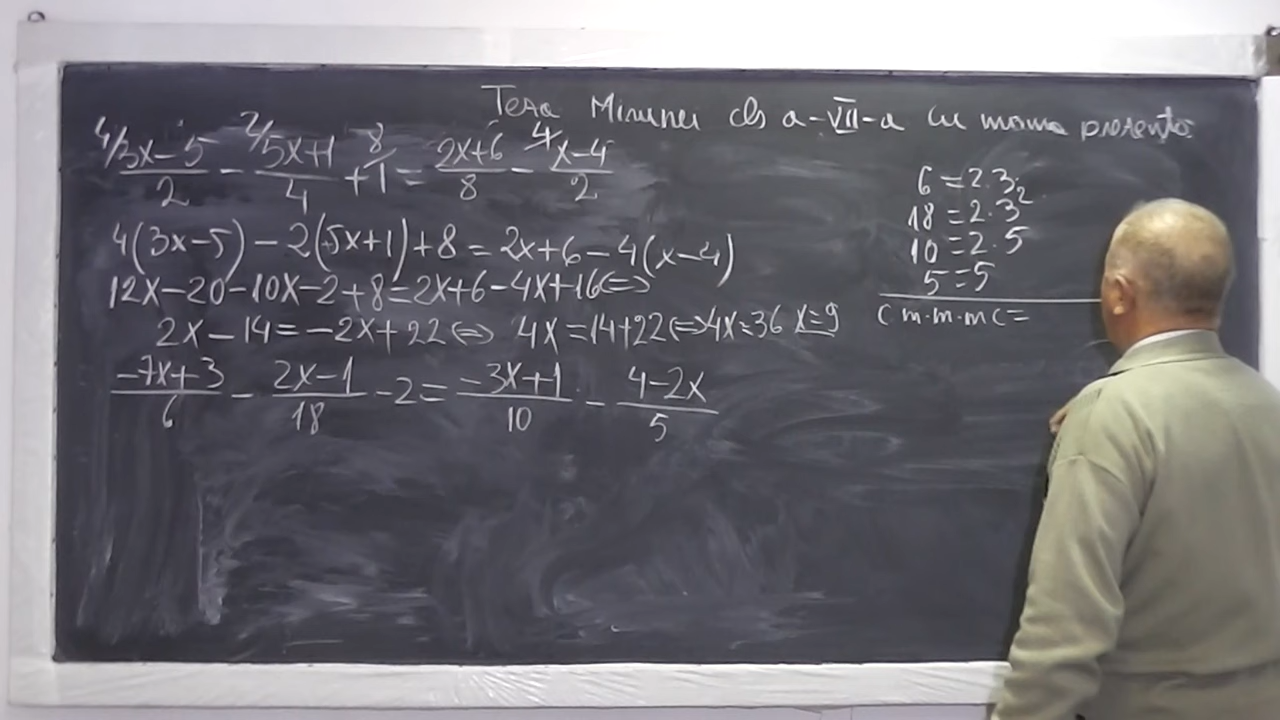 Teza Miruna cls a-VII-a cu mama prezenta
4/ 3x-5/2 - 2/ 5x+1/4 + 8/ 1 = 2x+6/8 - 4/ x-4/2
4(3x-5)-2(5x+1)+8=2x+6-4(x-4)
12x-20-10x-2+8=2x+6-4x+16⇔
2x-14=-2x+22⇔ 4x=14+22⇔4x=36 x=9
-7x+3/6 - 2x-1/18 -2= -3x+1/10 - 4-2x/5
6=2.3
18=2.3²
10=2.5
5=5
c m.m.m c=